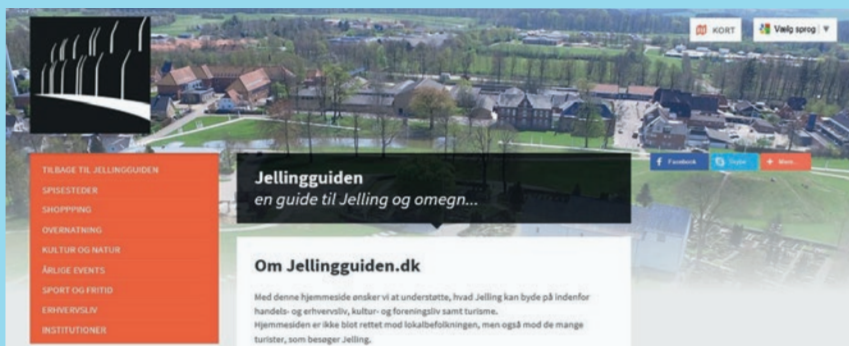 KORT
Vælg sprog
TILBAGE TIL JELLINGGUIDEN
SPISESTEDER
SHOPPPING
OVERNATNING
KULTUR OG NATUR
ÅRLIGE EVENTS
SPORT OG FRITID
ERHVERVSLIV
INSTITUTIONER
Jellingguiden
en guide til Jelling og omegn...
Facebook
More...
Om Jellingguiden.dk
Med denne hjemmeside ønsker vi at understøtte, hvad Jelling kan byde på indenfor
handels- og erhvervsliv, kultur- og foreningsliv samt turisme.
Hjemmesiden er ikke blot rettet mod lokalbefolkningen, men også mod de mange
turister, som besøger Jelling.